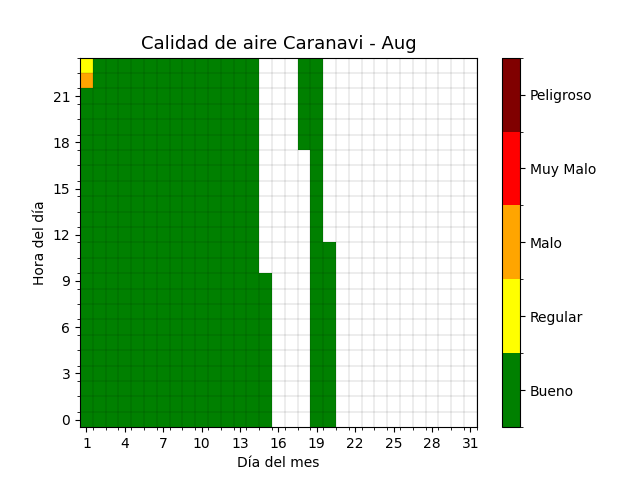 Calidad de aire Caranavi - Aug
21
18
15
12
9
6
3
0
Hora del día
1 4 7 10 13 16 19 22 25 28 31
Día del mes
Peligroso
Muy Malo
Malo
Regular
Bueno